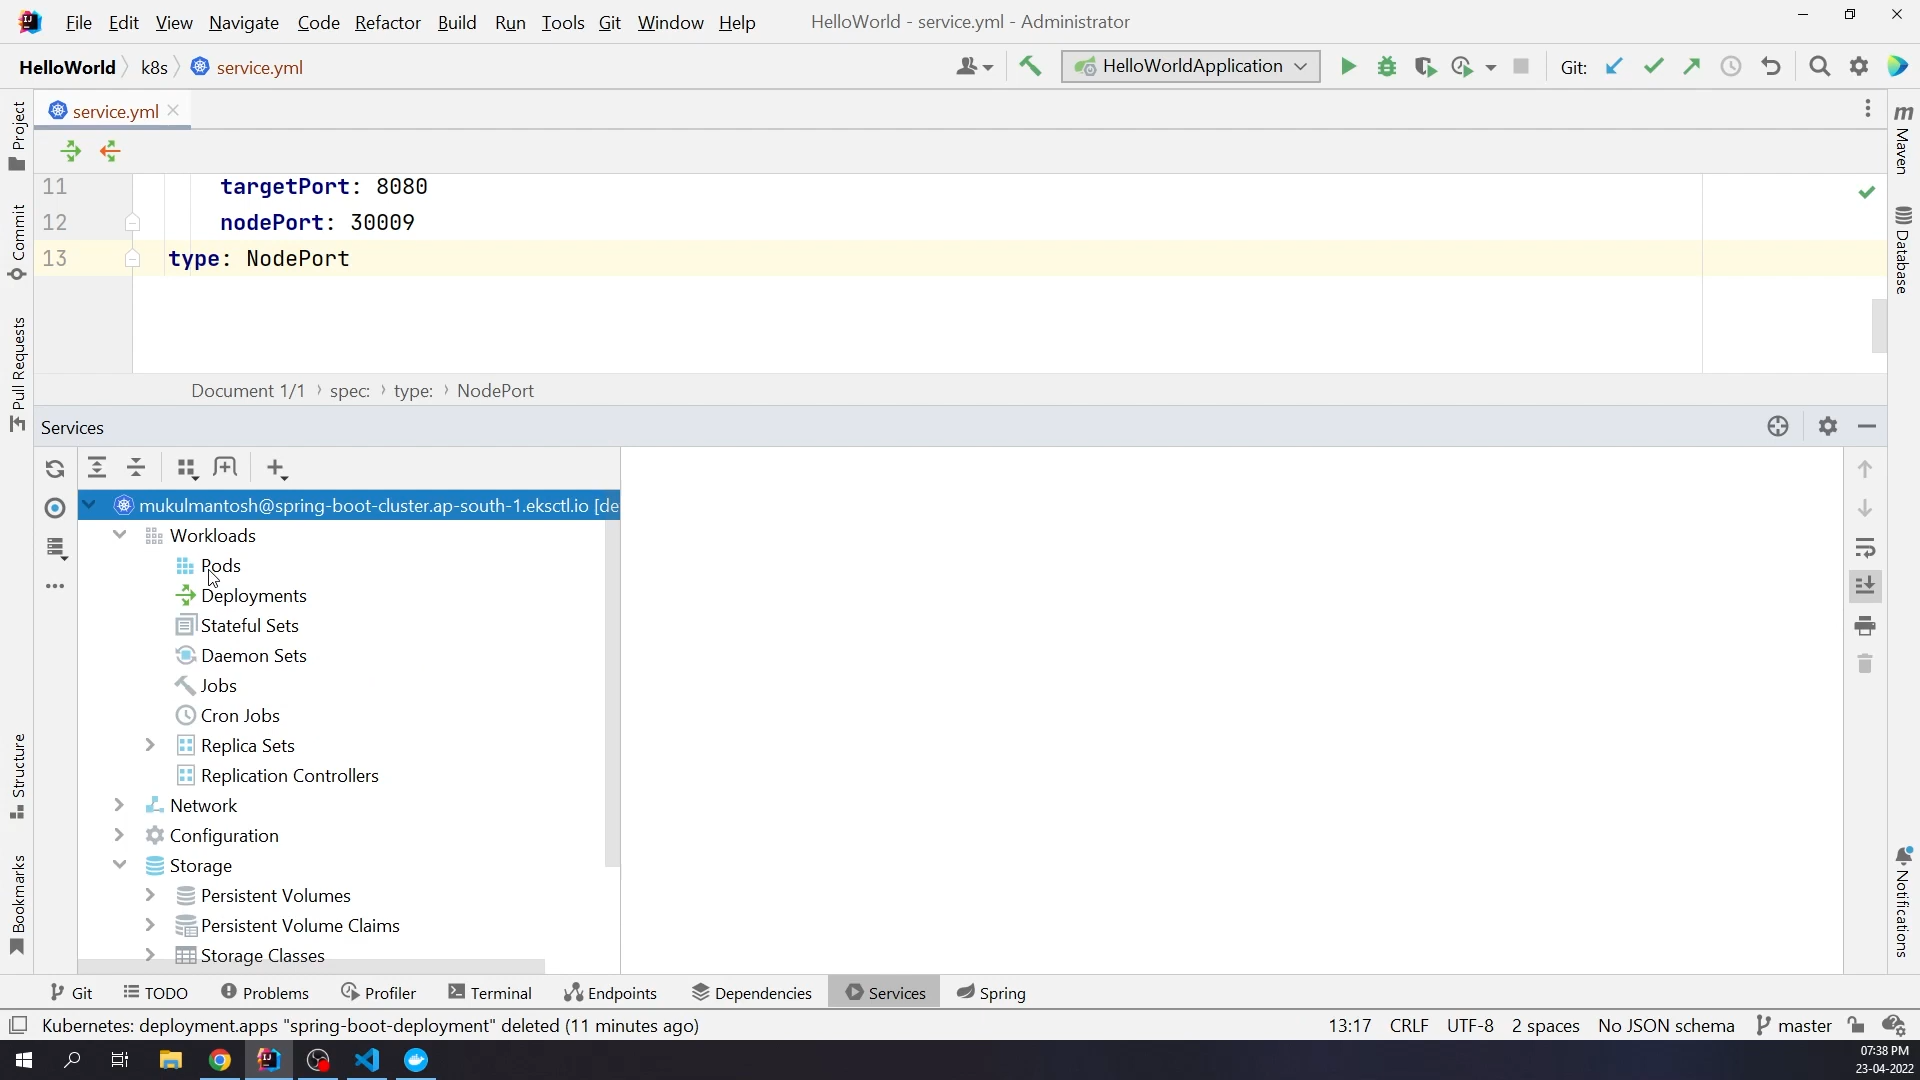 File Edit View Navigate Code Refactor Build Run Tools Git Window Help HelloWorld - service.yml - Administrator
HelloWorld k8s service.yml HelloWorldApplication Git:
service.yml
11 targetPort: 8080
12 nodePort: 30009
13 type: NodePort
Document 1/1 › spec: › type: › NodePort
Services
mukulmantosh@spring-boot-cluster.ap-south-1.eksctl.io [de
Workloads
Pods
Deployments
Stateful Sets
Daemon Sets
Jobs
Cron Jobs
Replica Sets
Replication Controllers
Network
Configuration
Storage
Persistent Volumes
Persistent Volume Claims
Storage Classes
Project
Commit
Pull Requests
Structure
Bookmarks
m
Maven
Database
Notifications
Git TODO Problems Profiler Terminal Endpoints Dependencies Services Spring
Kubernetes: deployment.apps "spring-boot-deployment" deleted (11 minutes ago) 13:17 CRLF UTF-8 2 spaces No JSON schema master
07:38 PM
23-04-2022